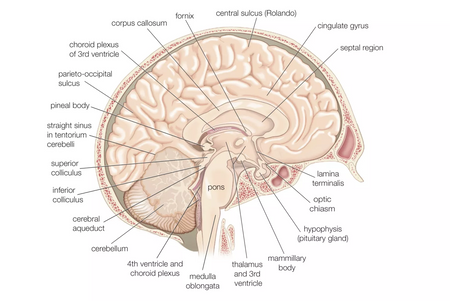 fornix
central sulcus (Rolando)
corpus callosum
cingulate gyrus
choroid plexus
of 3rd ventricle
septal region
parieto-occipital
sulcus
pineal body
straight sinus
in tentorium
cerebelli
superior
colliculus
inferior
colliculus
cerebral
aqueduct
cerebellum
4th ventricle and
choroid plexus
medulla
oblongata
thalamus
and 3rd
ventricle
mammillary
body
hypophysis
(pituitary gland)
optic
chiasm
lamina
terminalis
pons